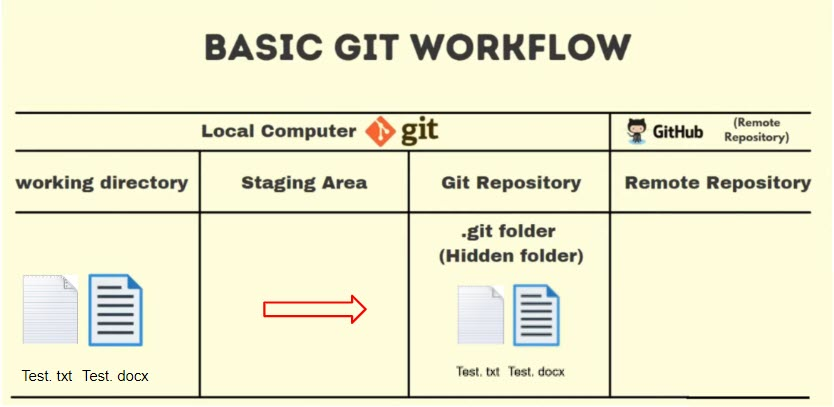 BASIC GIT WORKFLOW
Local Computer git
GitHub
(Remote
Repository)
working directory
Staging Area
Git Repository
Remote Repository
.git folder
(Hidden folder)
Test. txt Test. docx
Test. txt Test. docx